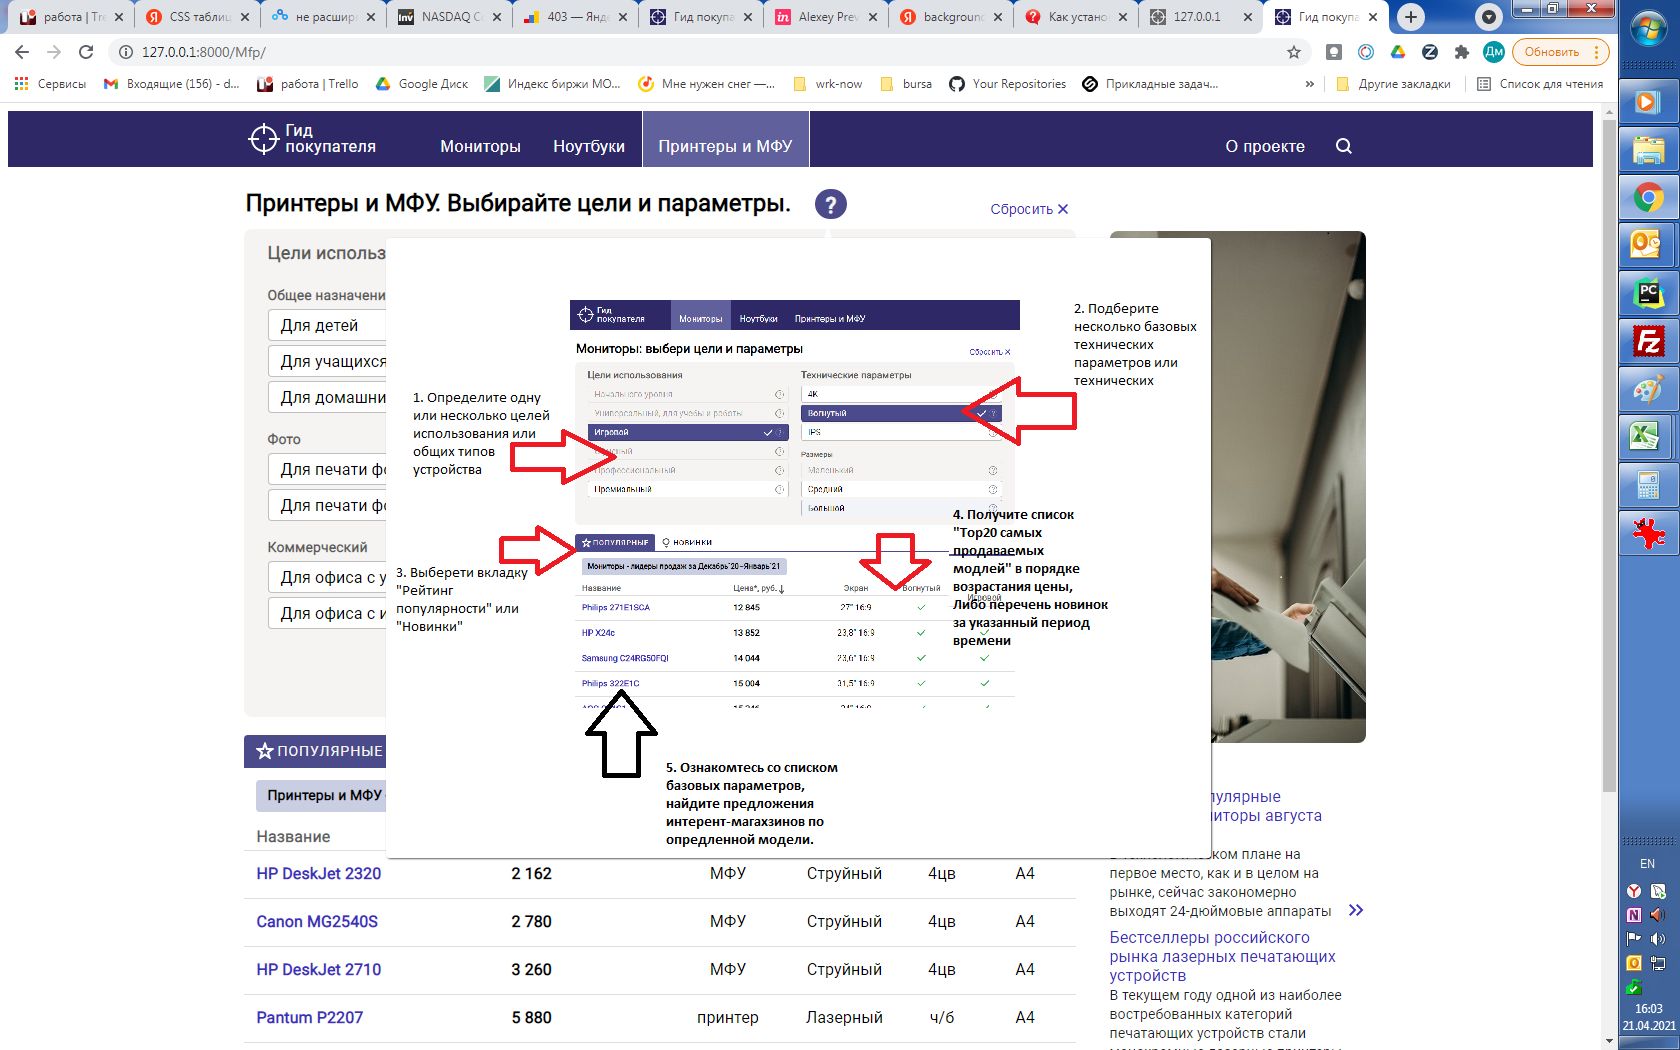 работа | Tre
CSS таблиц
не расшир
NASDAQ Co
403 — Янде
Гид покупа
Alexey Prev
background
Как устано
127.0.0.1
Гид покупа
127.0.0.1:8000/Mfp/
Дм
Обновить
Сервисы
Входящие (156) - d...
работа | Trello
Google Диск
Индекс биржи МО...
Мне нужен снег —...
wrk-now
bursa
Your Repositories
Прикладные задач...
»
Другие закладки
Список для чтения
Гид
покупателя
Мониторы
Ноутбуки
Принтеры и МФУ
О проекте
Принтеры и МФУ. Выбирайте цели и параметры.
?
Сбросить ✕
Цели использ
Общее назначени
Для детей
Для учащихся
Для домашни
Фото
Для печати фо
Для печати фо
Коммерческий
Для офиса с у
Для офиса с и
Гид
покупателя
Мониторы
Ноутбуки
Принтеры и МФУ
Мониторы: выбери цели и параметры
Сбросить ✕
Цели использования
Начального уровня
Универсальный, для учебы и работы
Игровой
Профессиональный
Премиальный
Технические параметры
4K
Вогнутый
IPS
Размеры
Маленький
Средний
Большой
1. Определите одну
или несколько целей
использования или
общих типов
устройства
2. Подберите
несколько базовых
технических
параметров или
технических
3. Выберети вкладку
"Рейтинг
популярности" или
"Новинки"
4. Получите список
"Top20 самых
продаваемых
модлей" в порядке
возрастания цены,
Либо перечень новинок
за указанный период
времени
ПОПУЛЯРНЫЕ
НОВИНКИ
Мониторы - лидеры продаж за Декабрь`20-Январь`21
Название
Цена*, руб.↓
Экран
Вогнутый
Игровой
Philips 271E1SCA
12 845
27" 16:9
HP X24c
13 852
23,8" 16:9
Samsung C24RG50FQI
14 044
23,6" 16:9
Philips 322E1C
15 004
31,5" 16:9
5. Ознакомтесь со списком
базовых параметров,
найдите предложения
интерент-магахзинов по
опредленной модели.
ПОПУЛЯРНЫЕ
Принтеры и МФУ
Название
HP DeskJet 2320
2 162
МФУ
Струйный
4цв
A4
Canon MG2540S
2 780
МФУ
Струйный
4цв
A4
HP DeskJet 2710
3 260
МФУ
Струйный
4цв
A4
Pantum P2207
5 880
принтер
Лазерный
ч/б
A4
пулярные
иторы августа
ком плане на
первое место, как и в целом на
рынке, сейчас закономерно
выходят 24-дюймовые аппараты
Бестселлеры российского
рынка лазерных печатающих
устройств
В текущем году одной из наиболее
востребованных категорий
печатающих устройств стали
EN
16:03
21.04.2021